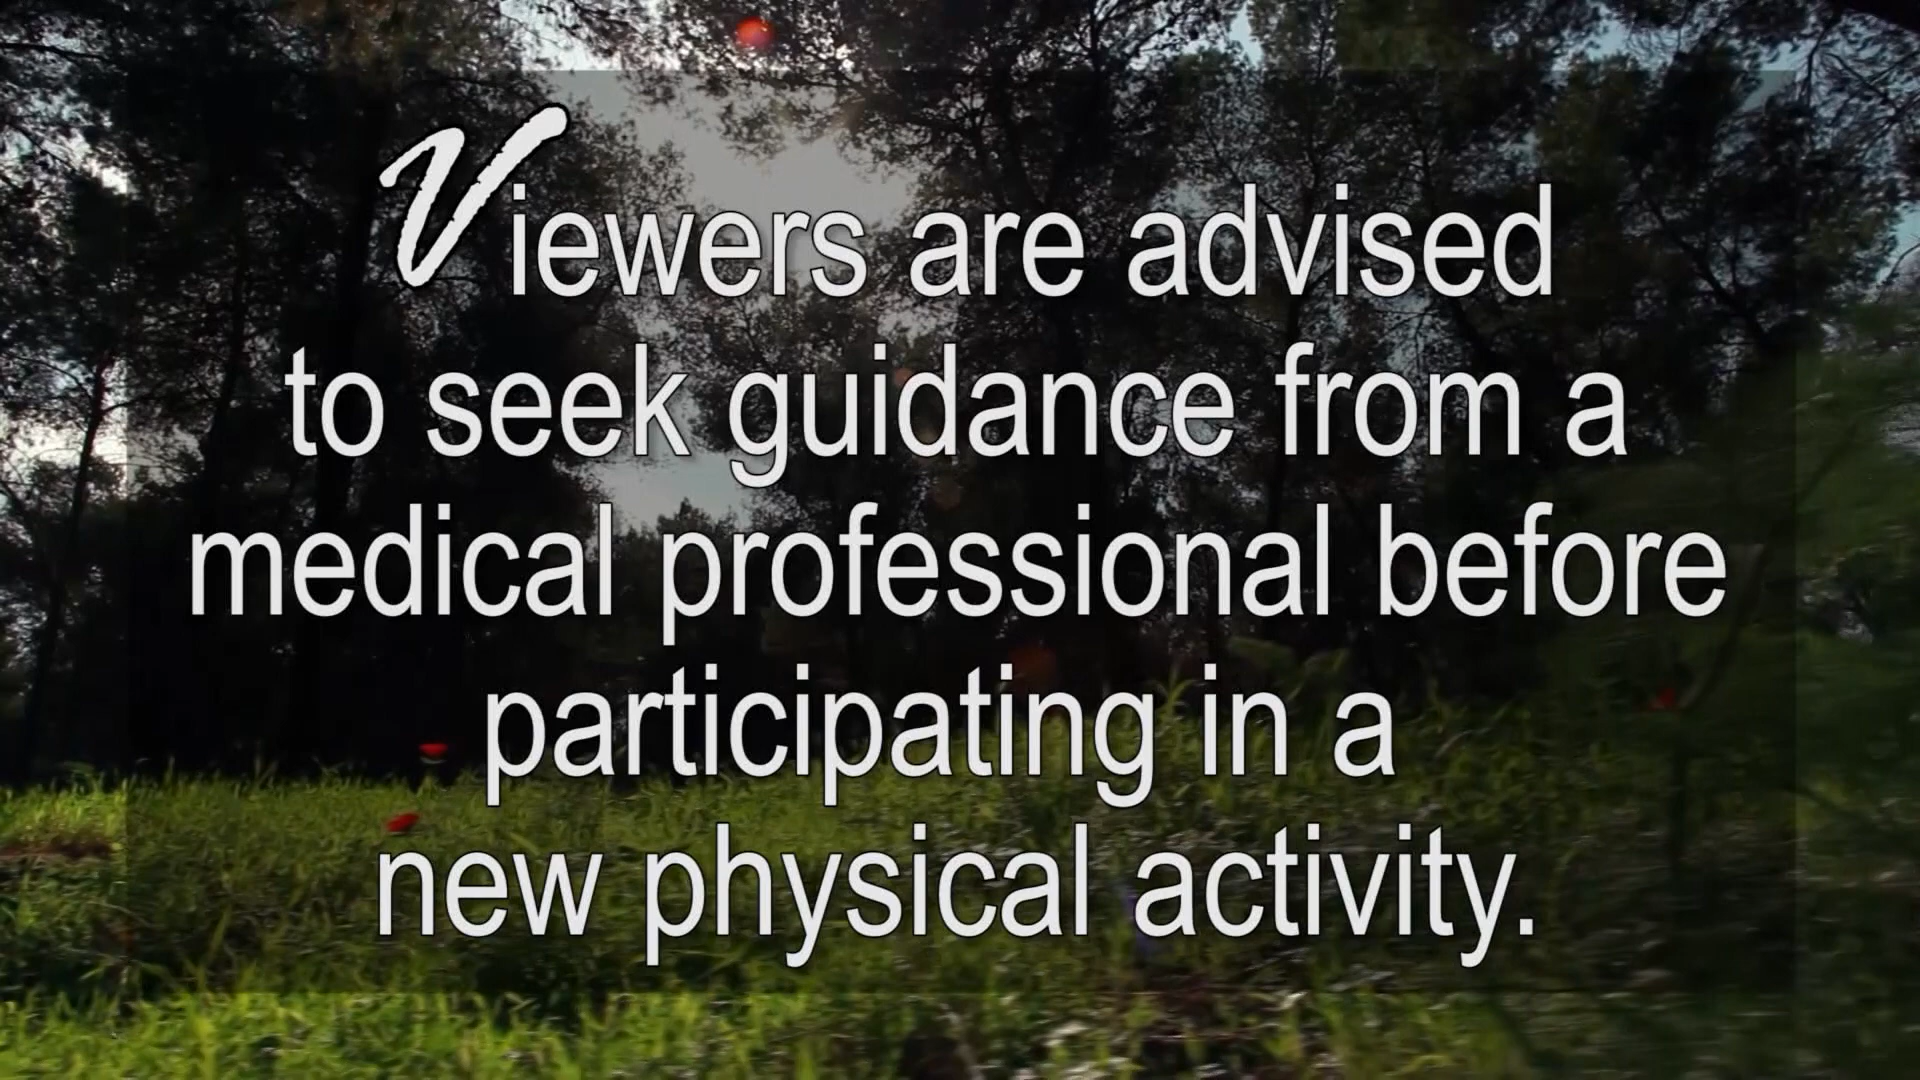 Viewers are advised
to seek guidance from a
medical professional before
participating in a
new physical activity.